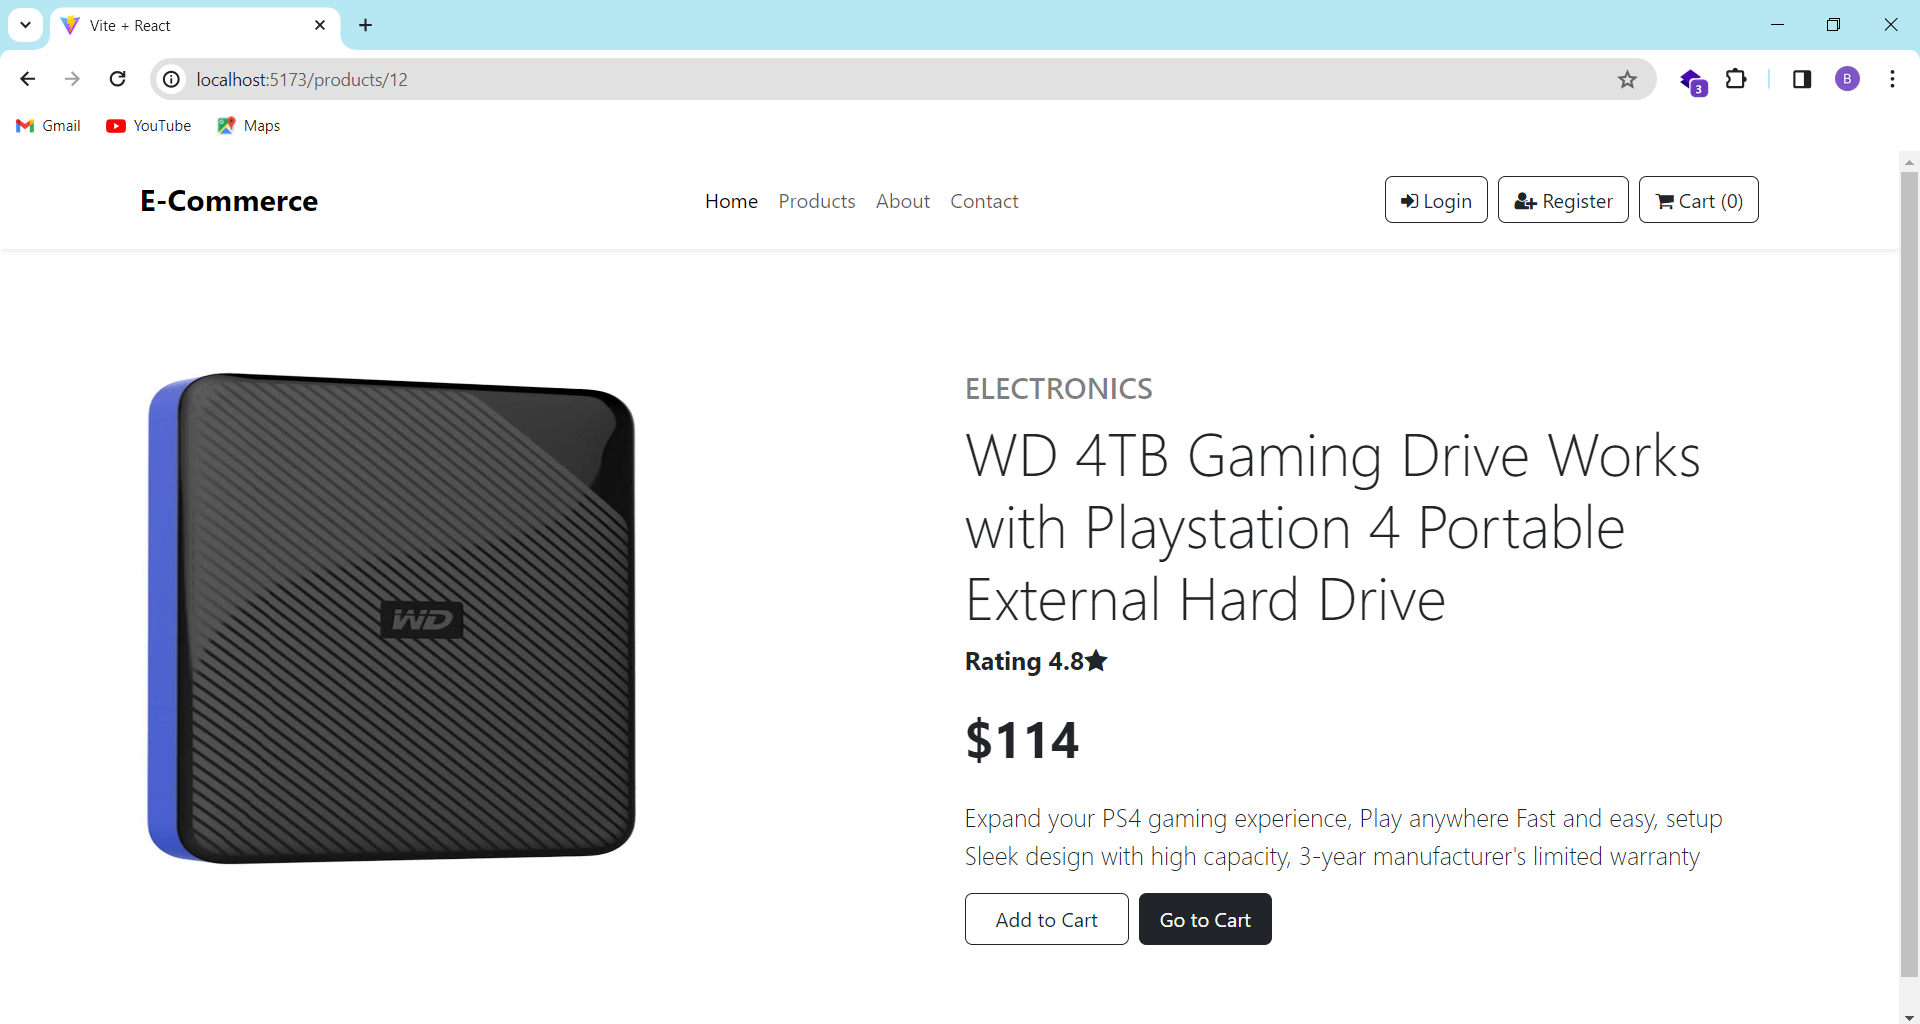 Vite + React
localhost:5173/products/12
3
B
Gmail YouTube Maps
E-Commerce
Home Products About Contact
Login Register Cart (0)
WD
ELECTRONICS
WD 4TB Gaming Drive Works
with Playstation 4 Portable
External Hard Drive
Rating 4.8
$114
Expand your PS4 gaming experience, Play anywhere Fast and easy, setup
Sleek design with high capacity, 3-year manufacturer's limited warranty
Add to Cart Go to Cart